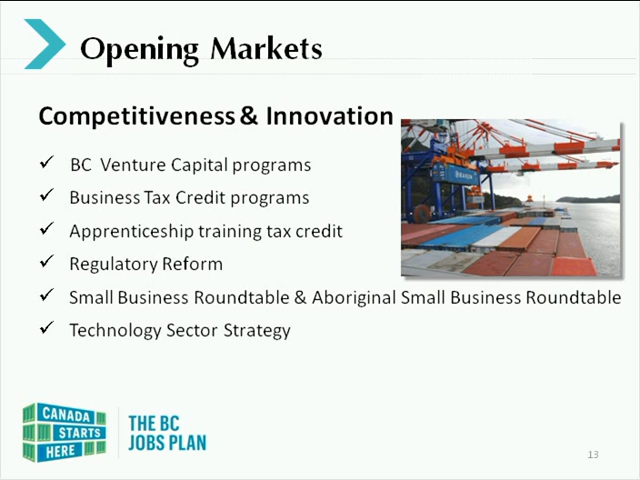 Opening Markets
Competitiveness & Innovation
BC Venture Capital programs
Business Tax Credit programs
Apprenticeship training tax credit
Regulatory Reform
Small Business Roundtable & Aboriginal Small Business Roundtable
Technology Sector Strategy
CANADA
STARTS
HERE
THE BC
JOBS PLAN
13